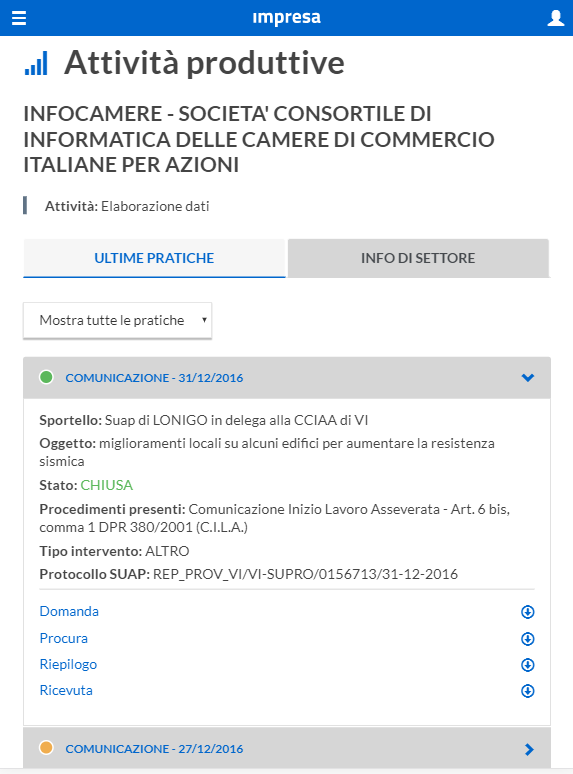 impresa
Attività produttive
INFOCAMERE - SOCIETA' CONSORTILE DI
INFORMATICA DELLE CAMERE DI COMMERCIO
ITALIANE PER AZIONI
Attività: Elaborazione dati
ULTIME PRATICHE
INFO DI SETTORE
Mostra tutte le pratiche
COMUNICAZIONE - 31/12/2016
Sportello: Suap di LONIGO in delega alla CCIAA di VI
Oggetto: miglioramenti locali su alcuni edifici per aumentare la resistenza
sismica
Stato: CHIUSA
Procedimenti presenti: Comunicazione Inizio Lavoro Asseverata - Art. 6 bis,
comma 1 DPR 380/2001 (C.I.L.A.)
Tipo intervento: ALTRO
Protocollo SUAP: REP_PROV_VI/VI-SUPRO/0156713/31-12-2016
Domanda
Procura
Riepilogo
Ricevuta
COMUNICAZIONE - 27/12/2016